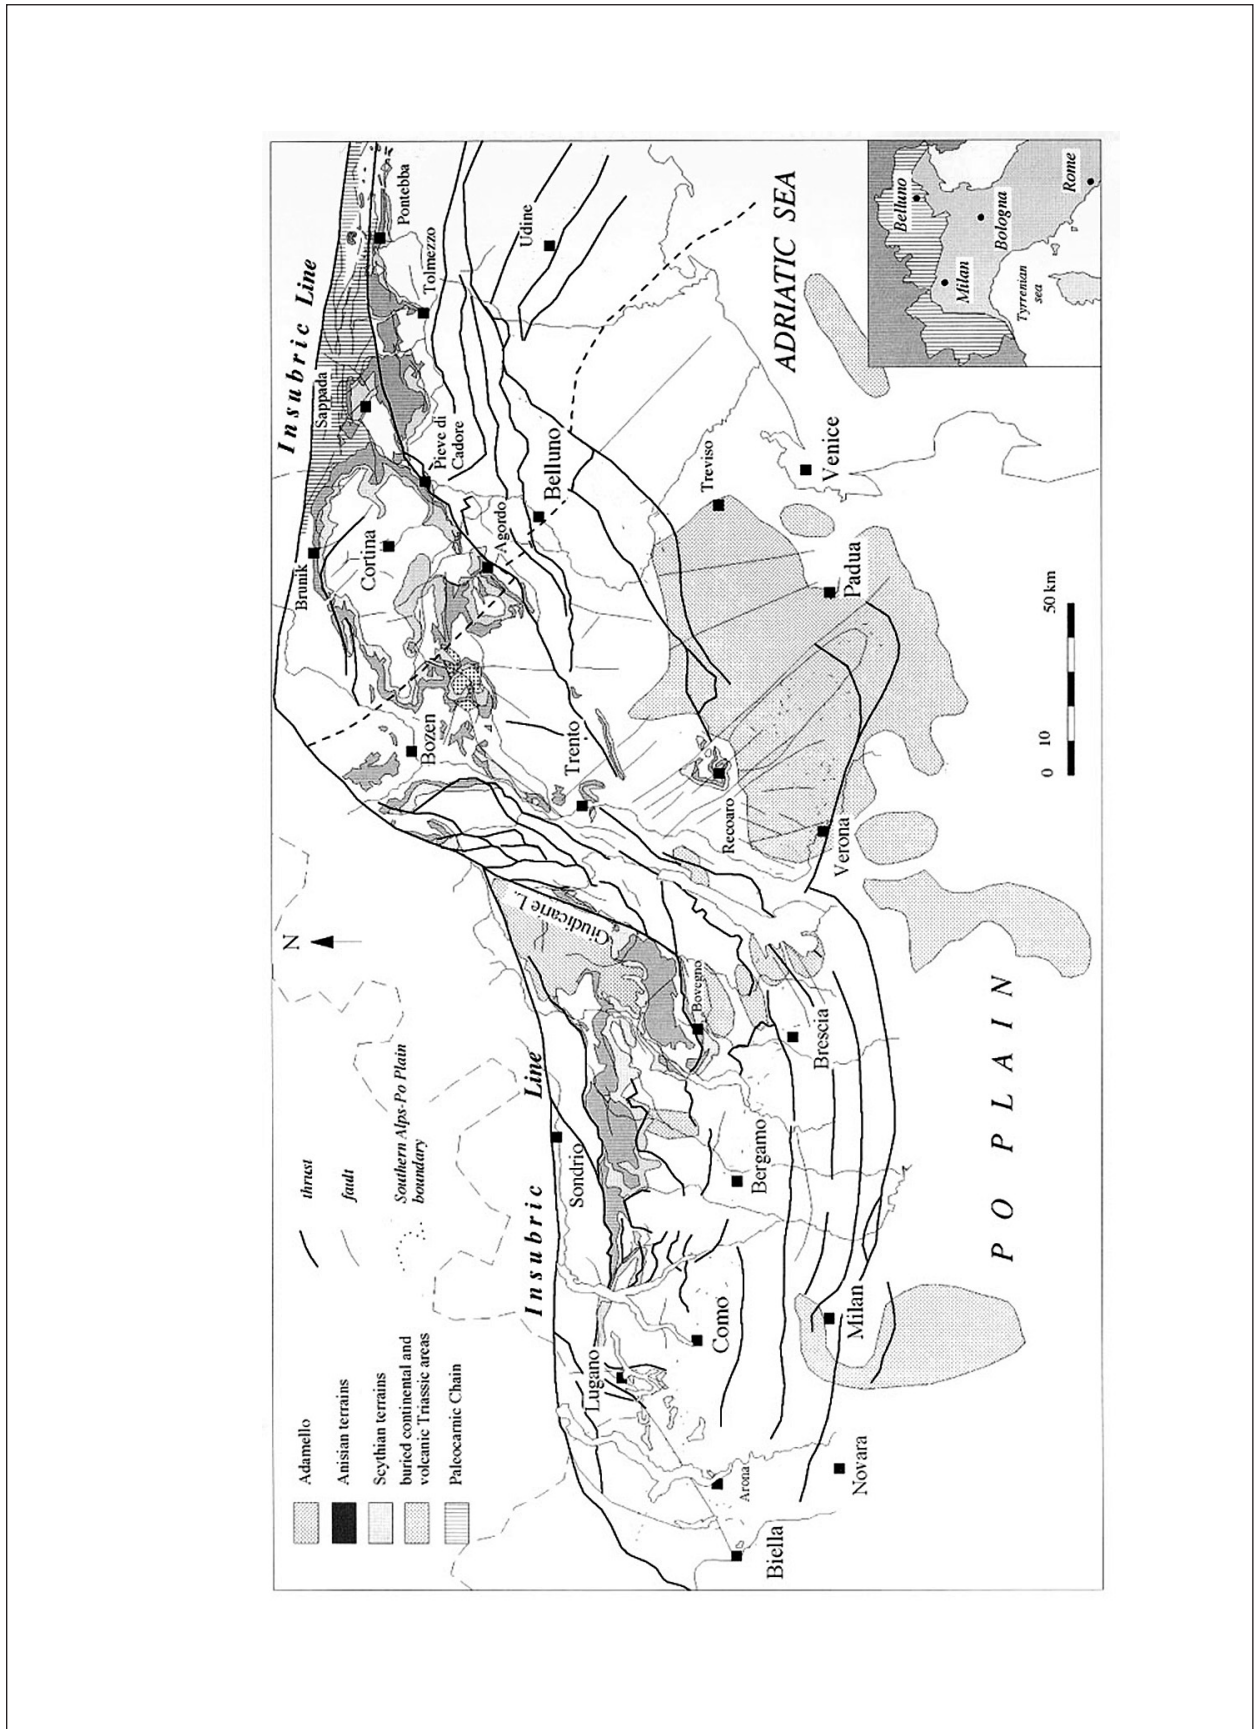 Adamello
Anisian terrains
Scythian terrains
buried continental and
volcanic Triassic areas
Paleocarnic Chain
thrust
fault
Southern Alps-Po Plain
boundary
N
Insubric Line
Insubric Line
Giudicarie L.
Brunik
Sappada
Pontebba
Tolmezzo
Pieve di
Cadore
Cortina
Bozen
Agordo
Belluno
Udine
Trento
Treviso
Venice
Padua
Recoaro
Verona
Sondrio
Bovegno
Brescia
Bergamo
Lugano
Como
Milan
Arona
Novara
Biella
PO PLAIN
ADRIATIC SEA
0 10 50 km
Belluno
Milan
Bologna
Rome
Tyrrenian
sea